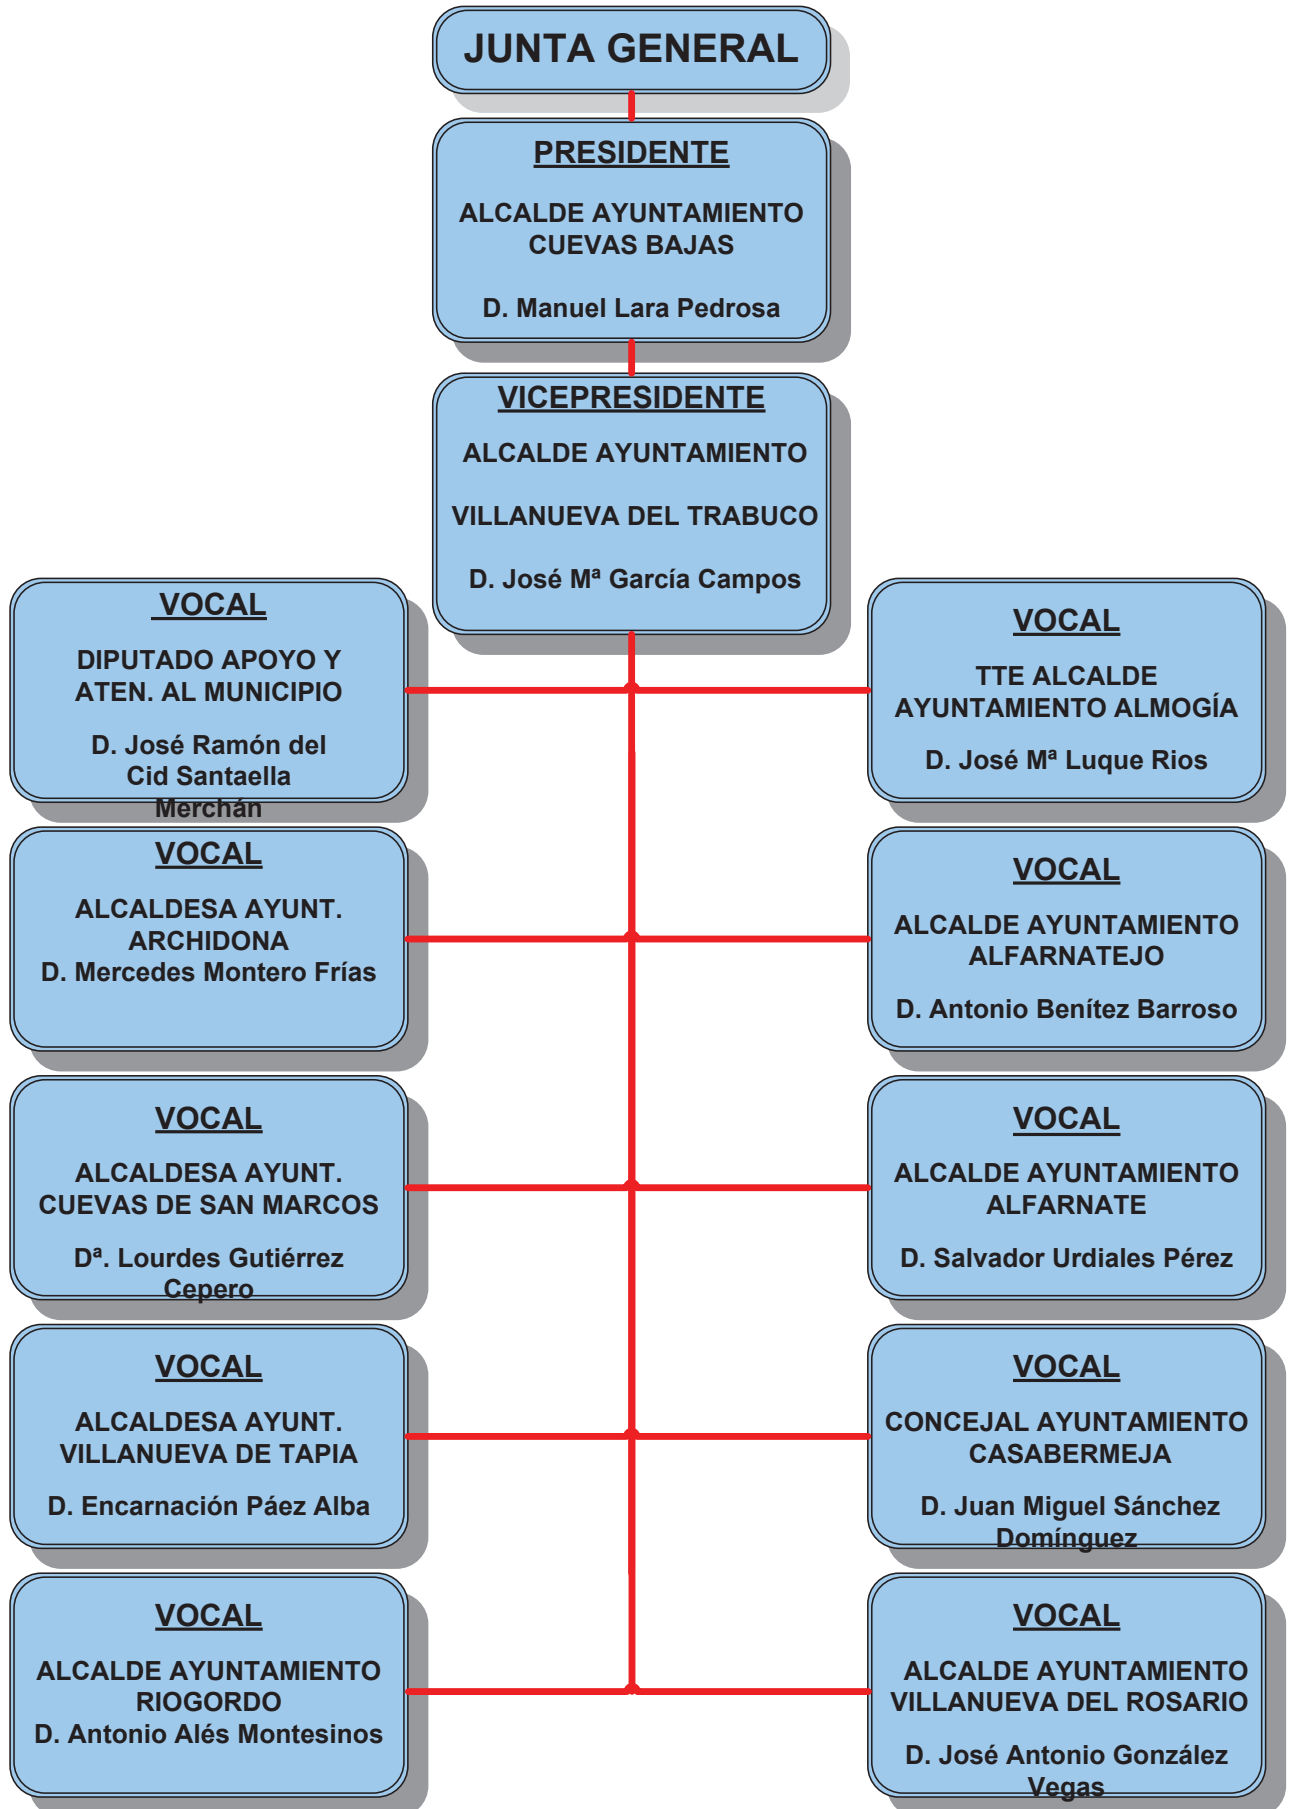 JUNTA GENERAL
PRESIDENTE
ALCALDE AYUNTAMIENTO
CUEVAS BAJAS
D. Manuel Lara Pedrosa
VICEPRESIDENTE
ALCALDE AYUNTAMIENTO
VILLANUEVA DEL TRABUCO
D. José Mª García Campos
VOCAL
DIPUTADO APOYO Y
ATEN. AL MUNICIPIO
D. José Ramón del
Cid Santaella
Merchán
VOCAL
TTE ALCALDE
AYUNTAMIENTO ALMOGÍA
D. José Mª Luque Rios
VOCAL
ALCALDESA AYUNT.
ARCHIDONA
D. Mercedes Montero Frías
VOCAL
ALCALDE AYUNTAMIENTO
ALFARNATEJO
D. Antonio Benítez Barroso
VOCAL
ALCALDESA AYUNT.
CUEVAS DE SAN MARCOS
Dª. Lourdes Gutiérrez
Cepero
VOCAL
ALCALDE AYUNTAMIENTO
ALFARNATE
D. Salvador Urdiales Pérez
VOCAL
ALCALDESA AYUNT.
VILLANUEVA DE TAPIA
D. Encarnación Páez Alba
VOCAL
CONCEJAL AYUNTAMIENTO
CASABERMEJA
D. Juan Miguel Sánchez
Domínguez
VOCAL
ALCALDE AYUNTAMIENTO
RIOGORDO
D. Antonio Alés Montesinos
VOCAL
ALCALDE AYUNTAMIENTO
VILLANUEVA DEL ROSARIO
D. José Antonio González
Vegas